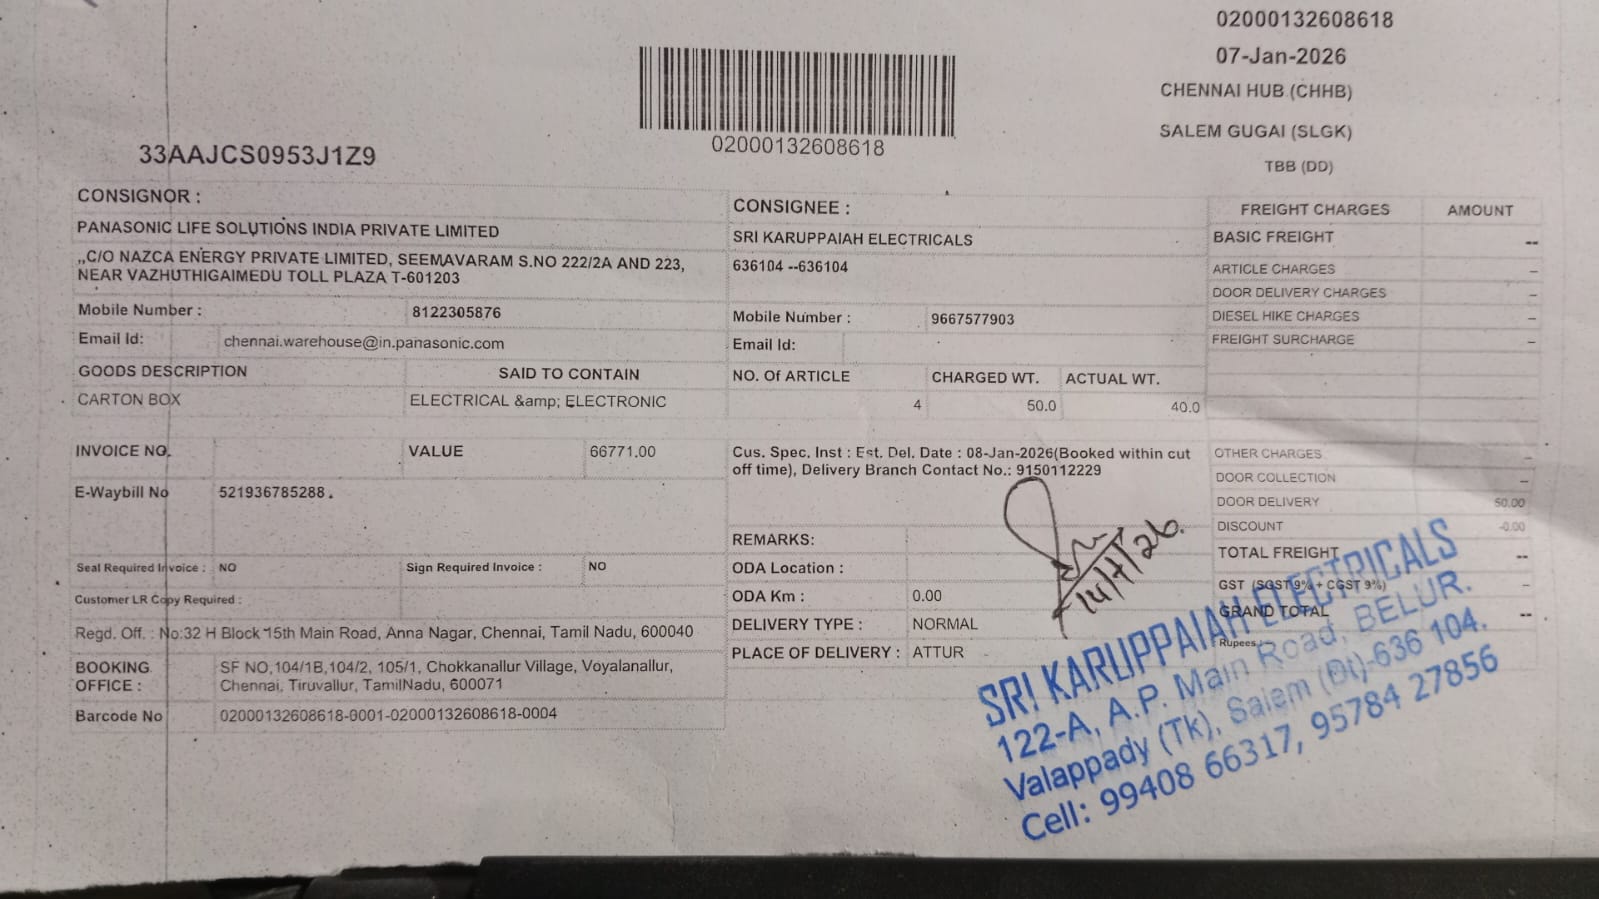 02000132608618
07-Jan-2026
CHENNAI HUB (CHHB)
SALEM GUGAI (SLGK)
TBB (DD)
02000132608618
33AAJCS0953J1Z9
CONSIGNOR :
PANASONIC LIFE SOLUTIONS INDIA PRIVATE LIMITED
,,C/O NAZCA ENERGY PRIVATE LIMITED, SEEMAVARAM S.NO 222/2A AND 223,
NEAR VAZHUTHIGAIMEDU TOLL PLAZA T-601203
Mobile Number : 8122305876
Email Id: chennai.warehouse@in.panasonic.com
GOODS DESCRIPTION SAID TO CONTAIN
CARTON BOX ELECTRICAL &amp; ELECTRONIC
INVOICE NO. VALUE 66771.00
E-Waybill No 521936785288.
Seal Required Invoice : NO Sign Required Invoice : NO
Customer LR Copy Required :
Regd. Off. : No:32 H Block 15th Main Road, Anna Nagar, Chennai, Tamil Nadu, 600040
BOOKING OFFICE : SF NO,104/1B,104/2, 105/1, Chokkanallur Village, Voyalanallur,
Chennai, Tiruvallur, TamilNadu, 600071
Barcode No 02000132608618-0001-02000132608618-0004
CONSIGNEE :
SRI KARUPPAIAH ELECTRICALS
636104 --636104
Mobile Number : 9667577903
Email Id:
NO. Of ARTICLE CHARGED WT. ACTUAL WT.
4 50.0 40.0
Cus. Spec. Inst : Est. Del. Date : 08-Jan-2026(Booked within cut
off time), Delivery Branch Contact No.: 9150112229
REMARKS:
ODA Location :
ODA Km : 0.00
DELIVERY TYPE : NORMAL
PLACE OF DELIVERY : ATTUR
FREIGHT CHARGES AMOUNT
BASIC FREIGHT --
ARTICLE CHARGES --
DOOR DELIVERY CHARGES --
DIESEL HIKE CHARGES --
FREIGHT SURCHARGE --
OTHER CHARGES --
DOOR COLLECTION --
DOOR DELIVERY 50.00
DISCOUNT -0.00
TOTAL FREIGHT --
GST (SGST 9% + CGST 9%) --
GRAND TOTAL --
Rupees:--
SRI KARUPPAIAH ELECTRICALS
122-A, A.P. Main Road, BELUR.
Valappady (Tk), Salem (Dt)-636 104.
Cell: 99408 66317, 95784 27856